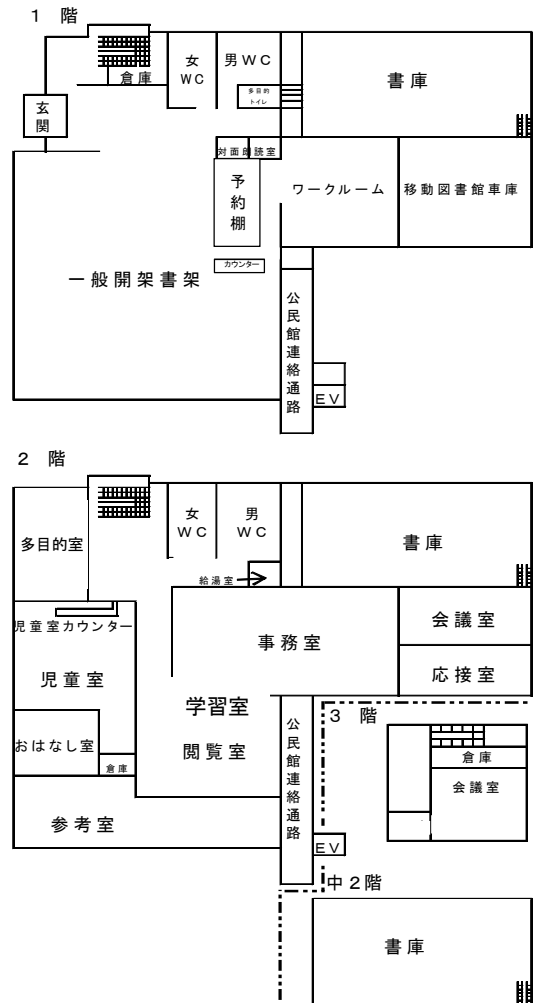 １ 階
女
WC
男WC
倉庫
多目的
トイレ
書庫
玄関
対面朗読室
予約棚
ワークルーム
移動図書館車庫
カウンター
一般開架書架
公民館連絡通路
EV
２ 階
多目的室
女
WC
男
WC
書庫
給湯室
児童室カウンター
事務室
会議室
児童室
応接室
学習室
閲覧室
おはなし室
倉庫
公民館連絡通路
３ 階
倉庫
会議室
参考室
EV
中２階
書庫